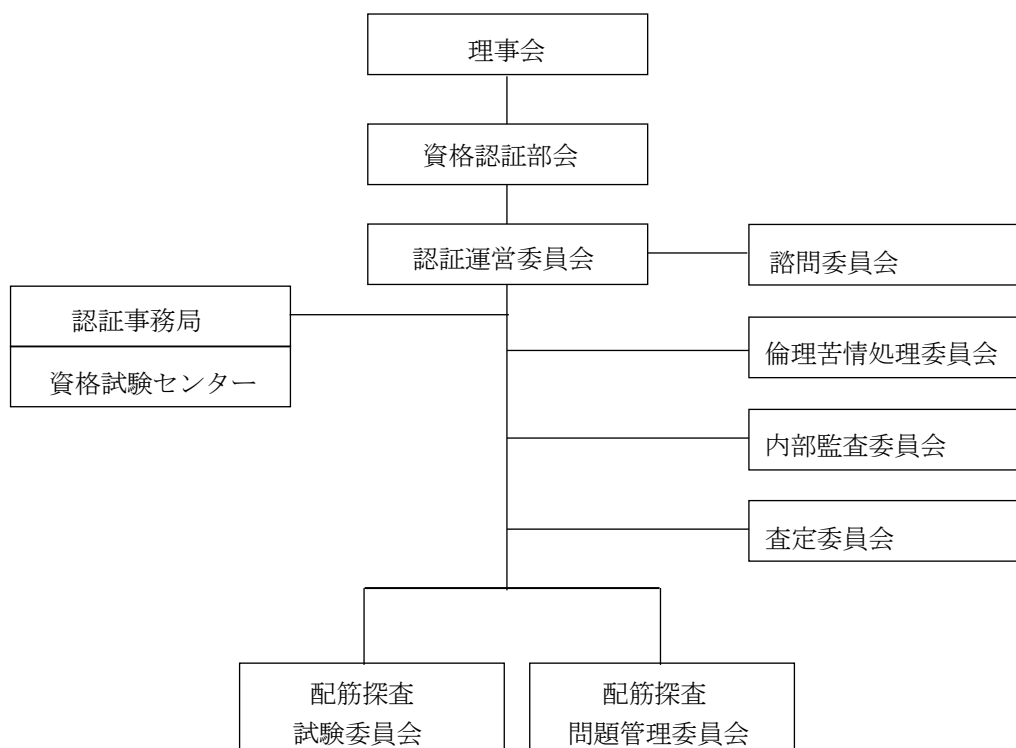 理事会
資格認証部会
認証運営委員会
諮問委員会
認証事務局
資格試験センター
倫理苦情処理委員会
内部監査委員会
査定委員会
配筋探査
試験委員会
配筋探査
問題管理委員会